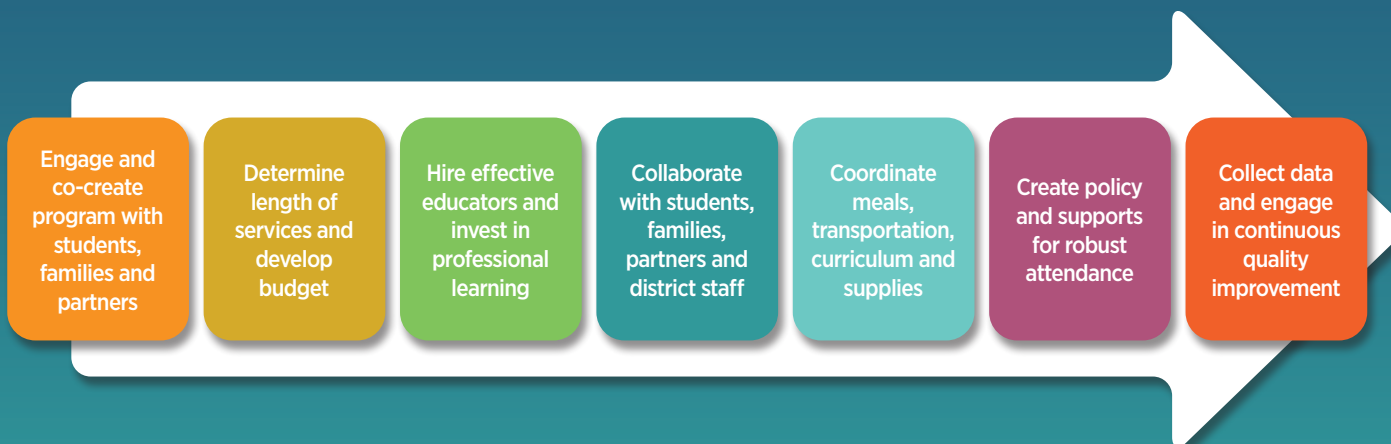 Engage and
co-create
program with
students,
families and
partners
Determine
length of
services and
develop
budget
Hire effective
educators and
invest in
professional
learning
Collaborate
with students,
families,
partners and
district staff
Coordinate
meals,
transportation,
curriculum and
supplies
Create policy
and supports
for robust
attendance
Collect data
and engage
in continuous
quality
improvement